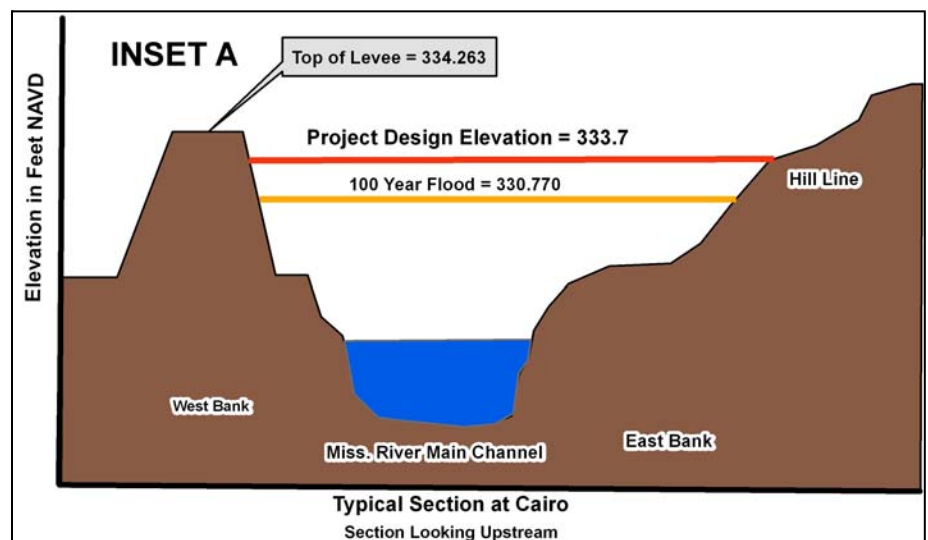 INSET A
Top of Levee = 334.263
Project Design Elevation = 333.7
100 Year Flood = 330.770
Hill Line
Elevation in Feet NAVD
West Bank
East Bank
Miss. River Main Channel
Typical Section at Cairo
Section Looking Upstream